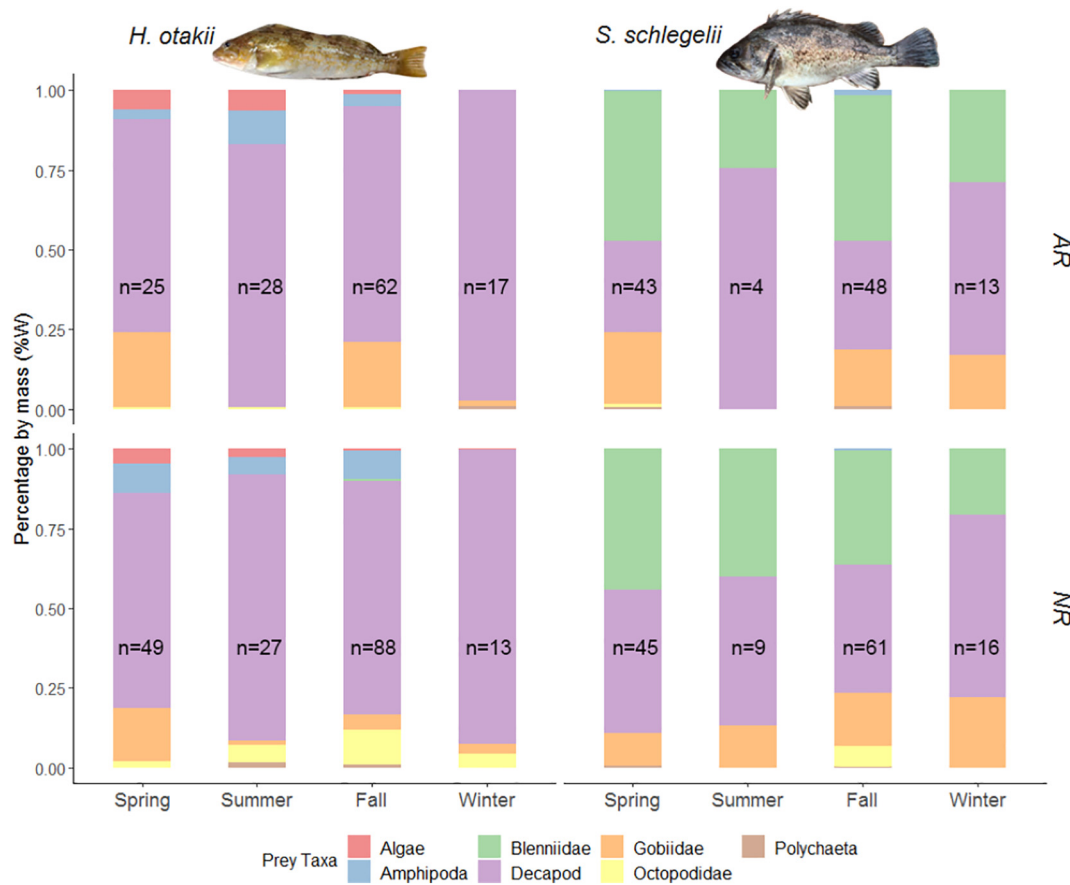 H. otakii
S. schlegelii
Percentage by mass (%W)
1.00
0.75
0.50
0.25
0.00
n=25
n=28
n=62
n=17
n=43
n=4
n=48
n=13
AR
1.00
0.75
0.50
0.25
0.00
n=49
n=27
n=88
n=13
n=45
n=9
n=61
n=16
NR
Spring
Summer
Fall
Winter
Spring
Summer
Fall
Winter
Prey Taxa
Algae
Amphipoda
Blenniidae
Decapod
Gobiidae
Octopodidae
Polychaeta